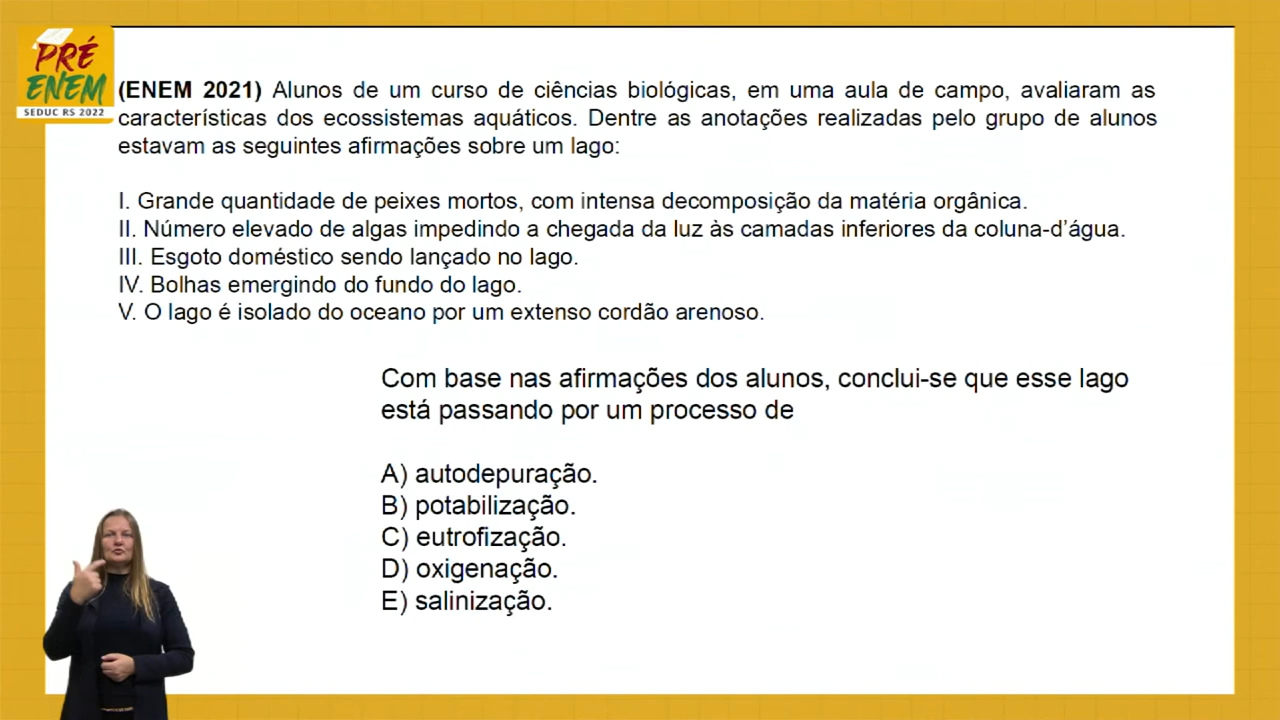 PRÉ
ENEM
SEDUC RS 2022
(ENEM 2021) Alunos de um curso de ciências biológicas, em uma aula de campo, avaliaram as
características dos ecossistemas aquáticos. Dentre as anotações realizadas pelo grupo de alunos
estavam as seguintes afirmações sobre um lago:
I. Grande quantidade de peixes mortos, com intensa decomposição da matéria orgânica.
II. Número elevado de algas impedindo a chegada da luz às camadas inferiores da coluna-d’água.
III. Esgoto doméstico sendo lançado no lago.
IV. Bolhas emergindo do fundo do lago.
V. O lago é isolado do oceano por um extenso cordão arenoso.
Com base nas afirmações dos alunos, conclui-se que esse lago
está passando por um processo de
A) autodepuração.
B) potabilização.
C) eutrofização.
D) oxigenação.
E) salinização.